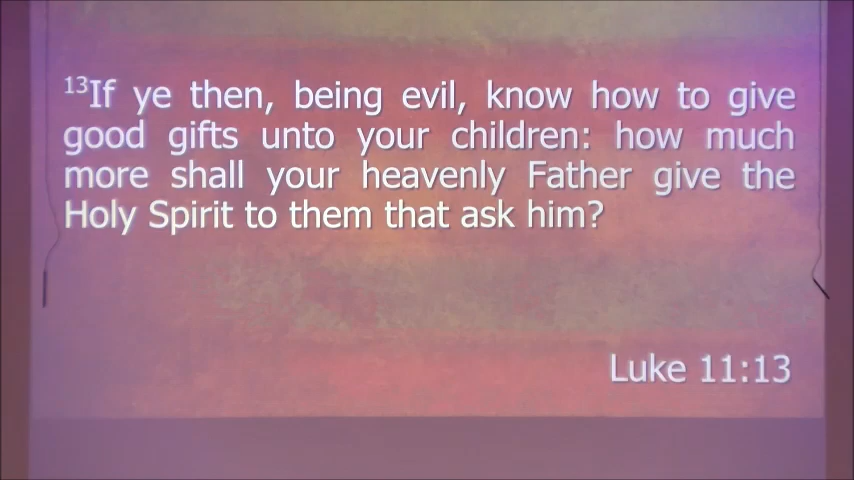 ¹³If ye then, being evil, know how to give
good gifts unto your children: how much
more shall your heavenly Father give the
Holy Spirit to them that ask him?
Luke 11:13